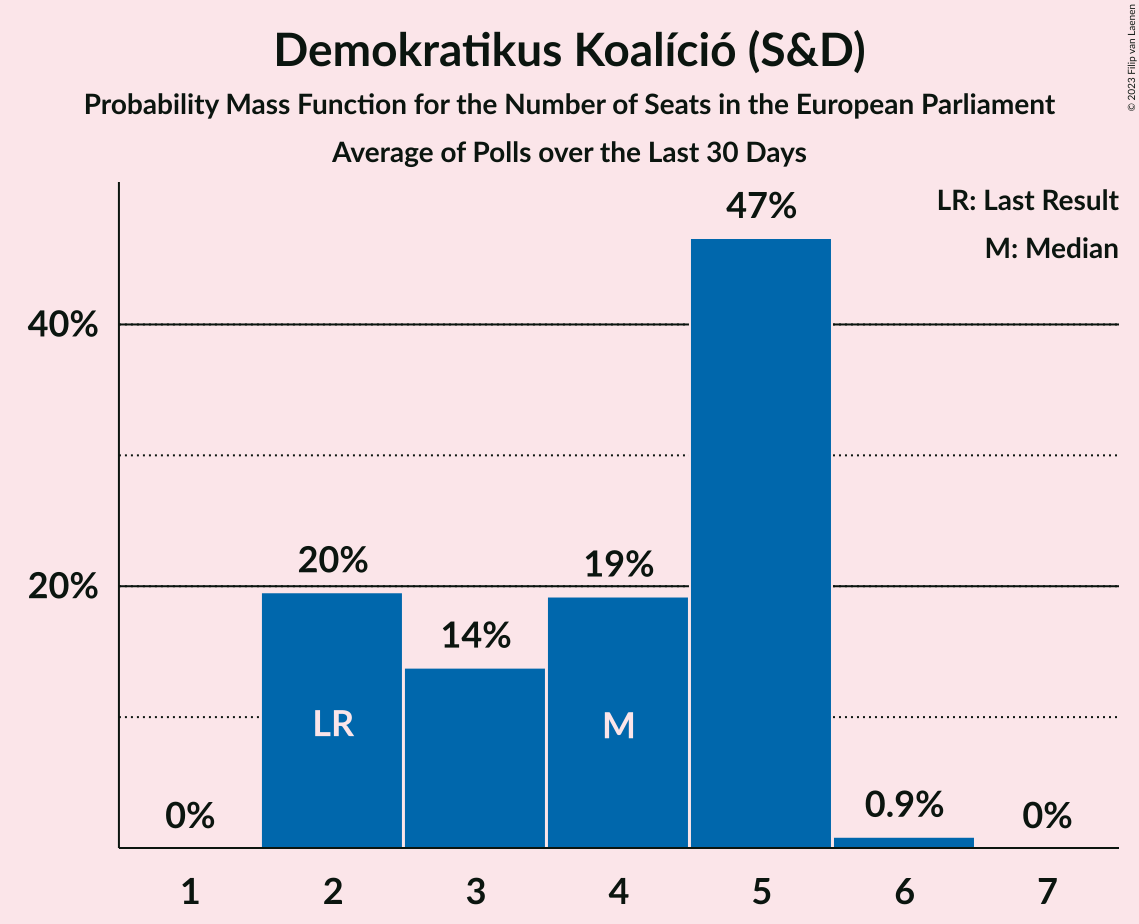 Demokratikus Koalíció (S&D)
Probability Mass Function for the Number of Seats in the European Parliament
Average of Polls over the Last 30 Days
© 2023 Filip van Laenen
LR: Last Result
M: Median
47%
40%
20%
20%
19%
14%
LR
M
0%
0.9%
0%
1 2 3 4 5 6 7